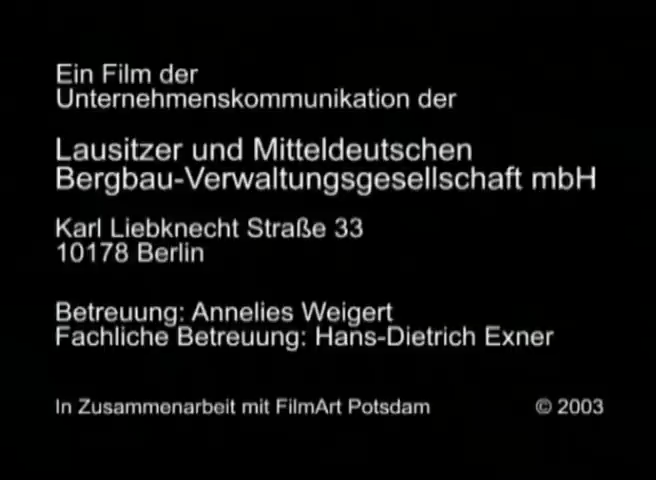 Ein Film der
Unternehmenskommunikation der
Lausitzer und Mitteldeutschen
Bergbau-Verwaltungsgesellschaft mbH
Karl Liebknecht Straße 33
10178 Berlin
Betreuung: Annelies Weigert
Fachliche Betreuung: Hans-Dietrich Exner
In Zusammenarbeit mit FilmArt Potsdam © 2003